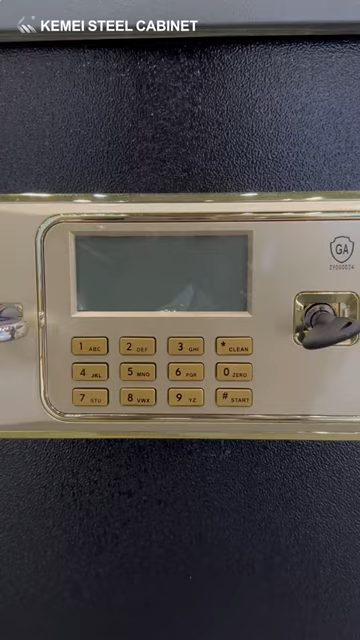 KEMEI STEEL CABINET
GA
ZY000034
1 ABC 2 DEF 3 GHI * CLEAN
4 JKL 5 MNO 6 PQR 0 ZERO
7 STU 8 VWX 9 YZ # START